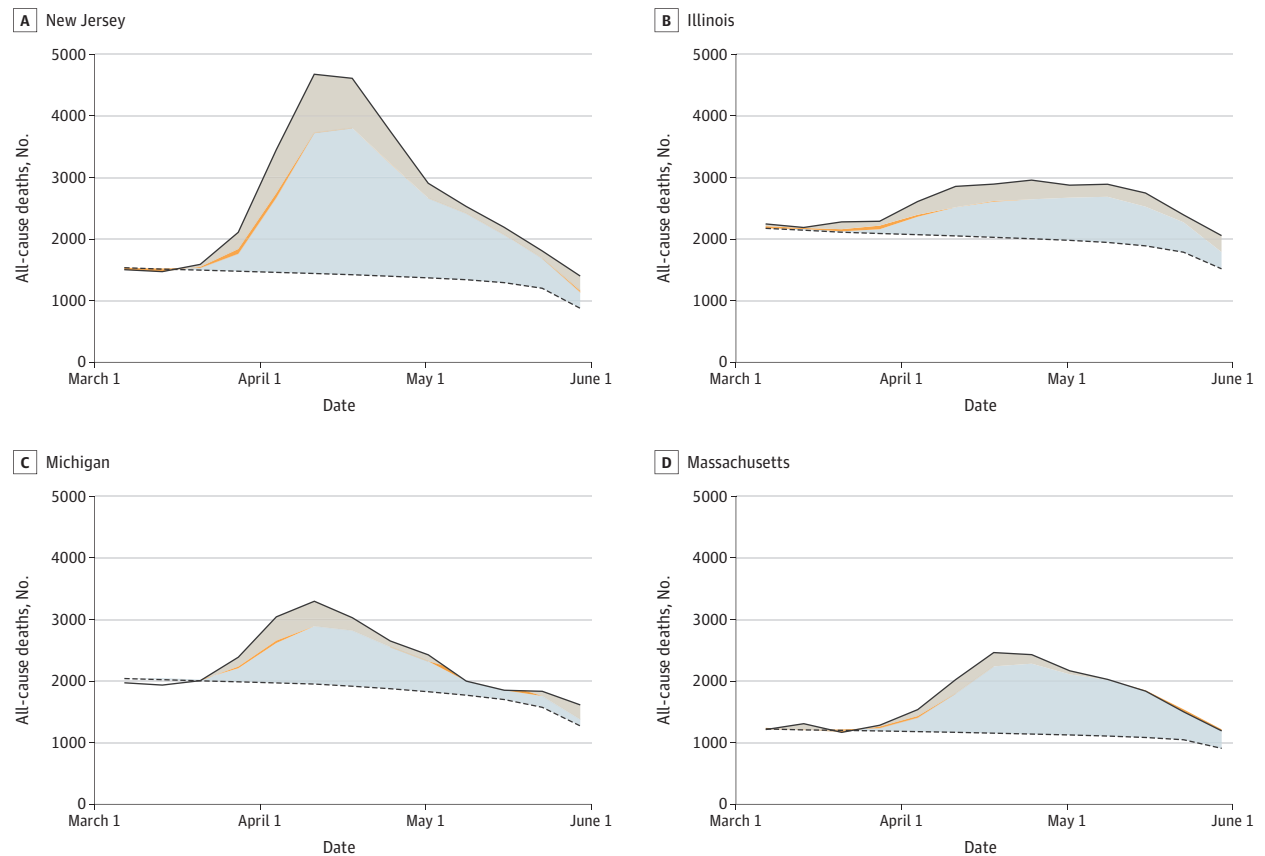 A New Jersey
All-cause deaths, No.
5000
4000
3000
2000
1000
0
March 1 April 1 May 1 June 1
Date
B Illinois
All-cause deaths, No.
5000
4000
3000
2000
1000
0
March 1 April 1 May 1 June 1
Date
C Michigan
All-cause deaths, No.
5000
4000
3000
2000
1000
0
March 1 April 1 May 1 June 1
Date
D Massachusetts
All-cause deaths, No.
5000
4000
3000
2000
1000
0
March 1 April 1 May 1 June 1
Date